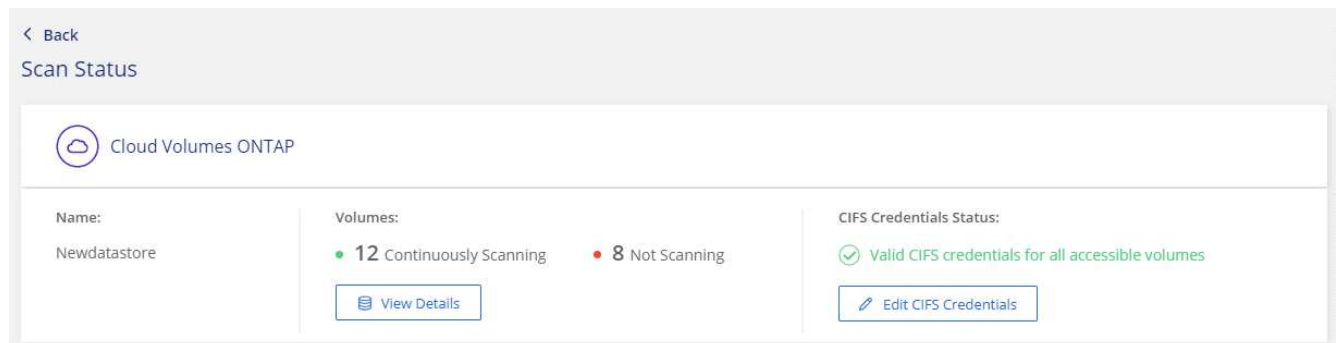 Back
Scan Status
Cloud Volumes ONTAP
Name:
Newdatastore
Volumes:
12 Continuously Scanning
8 Not Scanning
View Details
CIFS Credentials Status:
Valid CIFS credentials for all accessible volumes
Edit CIFS Credentials